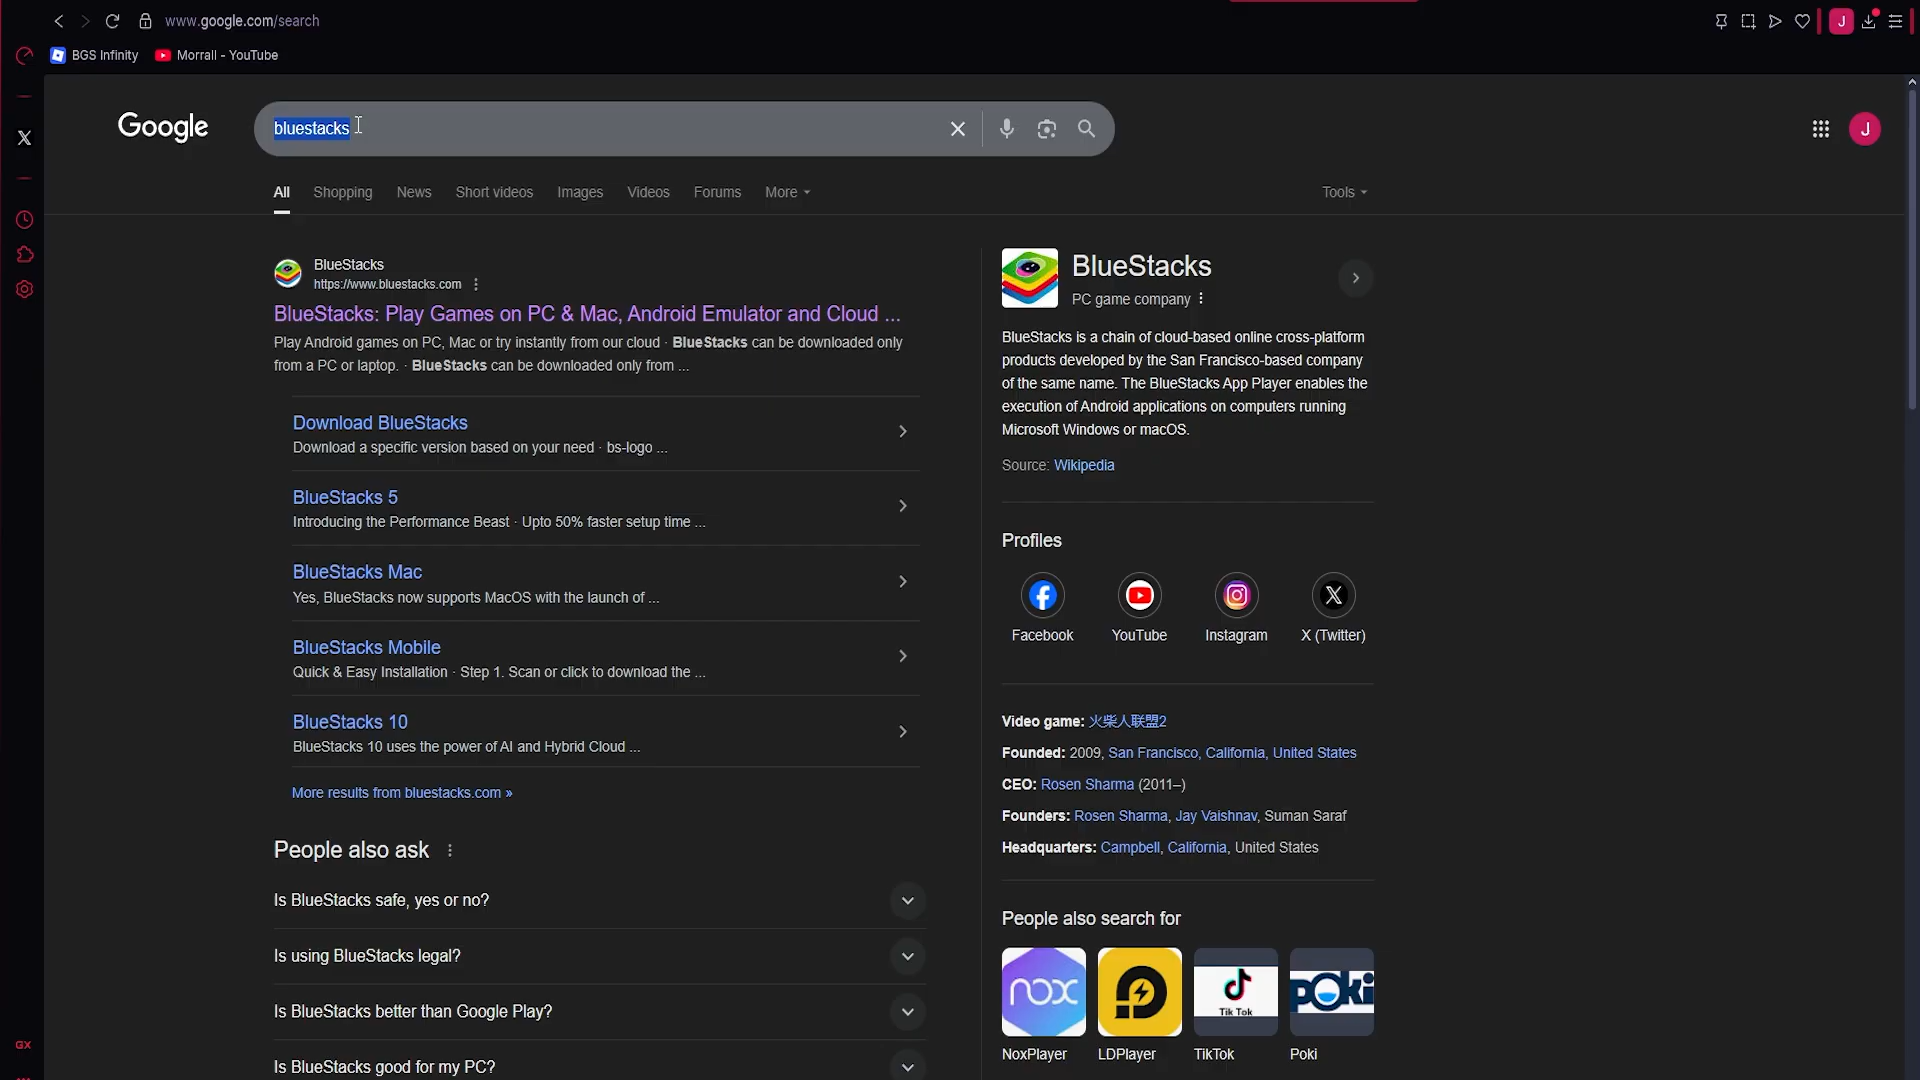 www.google.com/search
J
BGS Infinity
Morrall - YouTube
Google
bluestacks
J
All
Shopping
News
Short videos
Images
Videos
Forums
More
Tools
BlueStacks
https://www.bluestacks.com
BlueStacks: Play Games on PC & Mac, Android Emulator and Cloud ...
Play Android games on PC, Mac or try instantly from our cloud · BlueStacks can be downloaded only
from a PC or laptop. · BlueStacks can be downloaded only from ...
Download BlueStacks
Download a specific version based on your need · bs-logo ...
BlueStacks 5
Introducing the Performance Beast · Upto 50% faster setup time ...
BlueStacks Mac
Yes, BlueStacks now supports MacOS with the launch of ...
BlueStacks Mobile
Quick & Easy Installation · Step 1. Scan or click to download the ...
BlueStacks 10
BlueStacks 10 uses the power of AI and Hybrid Cloud ...
More results from bluestacks.com »
People also ask
Is BlueStacks safe, yes or no?
Is using BlueStacks legal?
Is BlueStacks better than Google Play?
Is BlueStacks good for my PC?
GX
BlueStacks
PC game company
BlueStacks is a chain of cloud-based online cross-platform
products developed by the San Francisco-based company
of the same name. The BlueStacks App Player enables the
execution of Android applications on computers running
Microsoft Windows or macOS.
Source: Wikipedia
Profiles
Facebook
YouTube
Instagram
X (Twitter)
Video game: 火柴人联盟2
Founded: 2009, San Francisco, California, United States
CEO: Rosen Sharma (2011–)
Founders: Rosen Sharma, Jay Vaishnav, Suman Saraf
Headquarters: Campbell, California, United States
People also search for
nox
Tik Tok
POKi
NoxPlayer
LDPlayer
TikTok
Poki